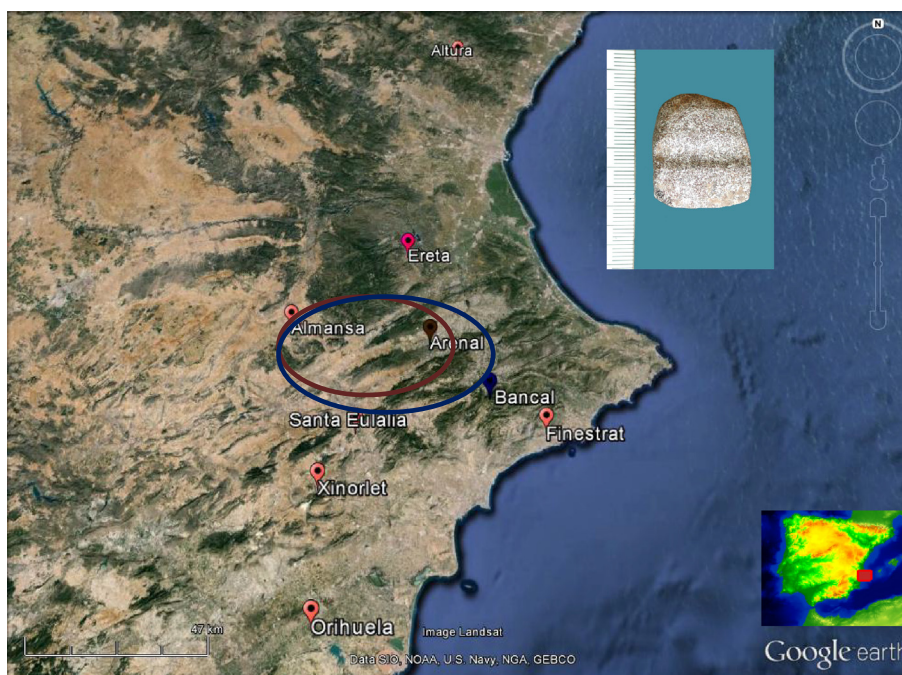 N
Altura
Ereta
Almansa
Arenal
Bancal
Santa Eulalia
Finestrat
Xinorlet
Orihuela
47 km
Image Landsat
Data SIO, NOAA, U.S. Navy, NGA, GEBCO
Google earth